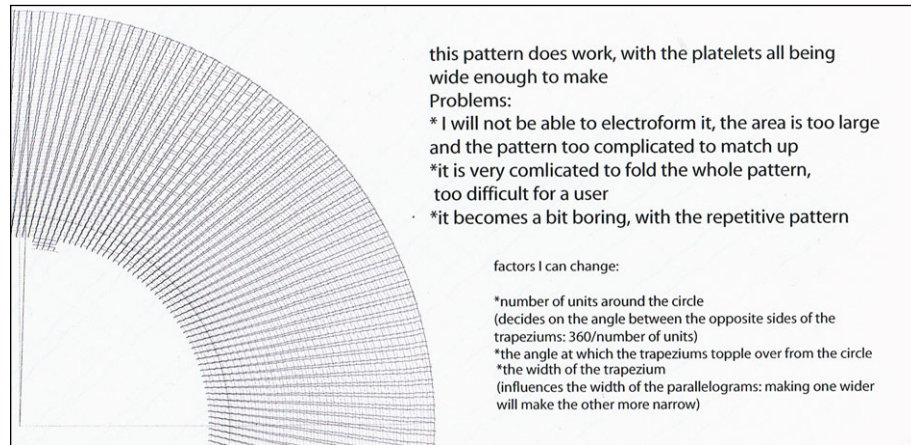 this pattern does work, with the platelets all being
wide enough to make
Problems:
* I will not be able to electroform it, the area is too large
and the pattern too complicated to match up
*it is very comlicated to fold the whole pattern,
too difficult for a user
*it becomes a bit boring, with the repetitive pattern
factors I can change:
*number of units around the circle
(decides on the angle between the opposite sides of the
trapeziums: 360/number of units)
*the angle at which the trapeziums topple over from the circle
*the width of the trapezium
(influences the width of the parallelograms: making one wider
will make the other more narrow)